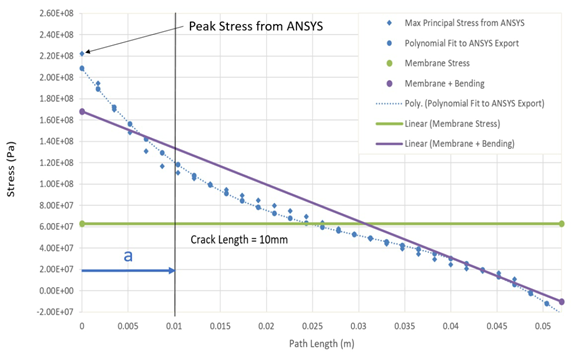 2.60E+08
2.40E+08
2.20E+08
2.00E+08
1.80E+08
1.60E+08
1.40E+08
1.20E+08
1.00E+08
8.00E+07
6.00E+07
4.00E+07
2.00E+07
0.00E+00
-2.00E+07
Stress (Pa)
Peak Stress from ANSYS
Max Principal Stress from ANSYS
Polynomial Fit to ANSYS Export
Membrane Stress
Membrane + Bending
Poly. (Polynomial Fit to ANSYS Export)
Linear (Membrane Stress)
Linear (Membrane + Bending)
Crack Length = 10mm
a
0 0.005 0.01 0.015 0.02 0.025 0.03 0.035 0.04 0.045 0.05
Path Length (m)